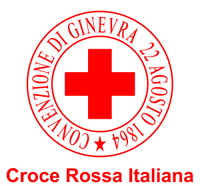 CONVENZIONE DI GINEVRA 22 AGOSTO 1864
Croce Rossa Italiana